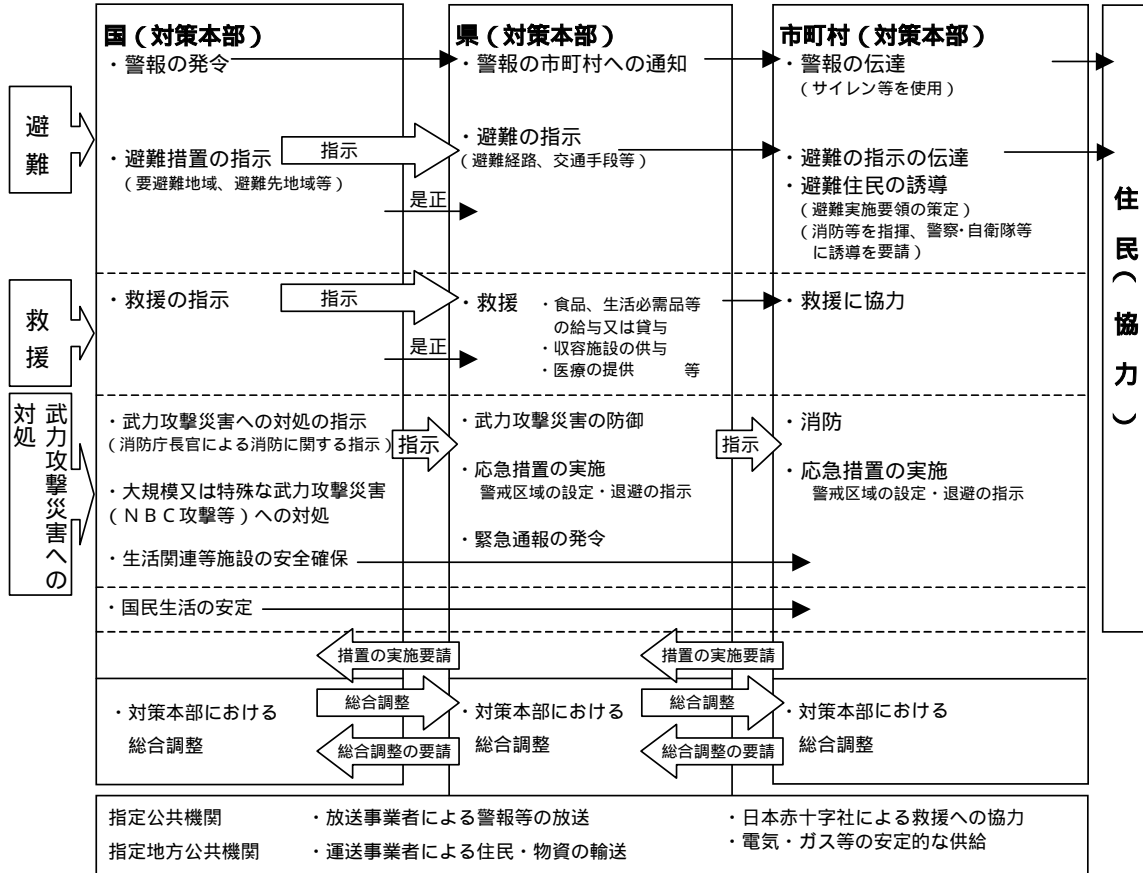 国(対策本部)
・警報の発令
避難
・避難措置の指示
(要避難地域、避難先地域等)
指示
是正
県(対策本部)
・警報の市町村への通知
・避難の指示
(避難経路、交通手段等)
市町村(対策本部)
・警報の伝達
(サイレン等を使用)
・避難の指示の伝達
・避難住民の誘導
(避難実施要領の策定)
(消防等を指揮、警察・自衛隊等
に誘導を要請)
住民(協力)
救援
・救援の指示
指示
是正
・救援
・食品、生活必需品等
の給与又は貸与
・収容施設の供与
・医療の提供 等
・救援に協力
武力攻撃災害への
対処
・武力攻撃災害への対処の指示
(消防庁長官による消防に関する指示)
・大規模又は特殊な武力攻撃災害
(NBC攻撃等)への対処
・生活関連等施設の安全確保
指示
・武力攻撃災害の防御
・応急措置の実施
警戒区域の設定・退避の指示
・緊急通報の発令
指示
・消防
・応急措置の実施
警戒区域の設定・退避の指示
・国民生活の安定
措置の実施要請
措置の実施要請
・対策本部における
総合調整
総合調整
総合調整の要請
・対策本部における
総合調整
総合調整
総合調整の要請
・対策本部における
総合調整
指定公共機関
指定地方公共機関
・放送事業者による警報等の放送
・運送事業者による住民・物資の輸送
・日本赤十字社による救援への協力
・電気・ガス等の安定的な供給